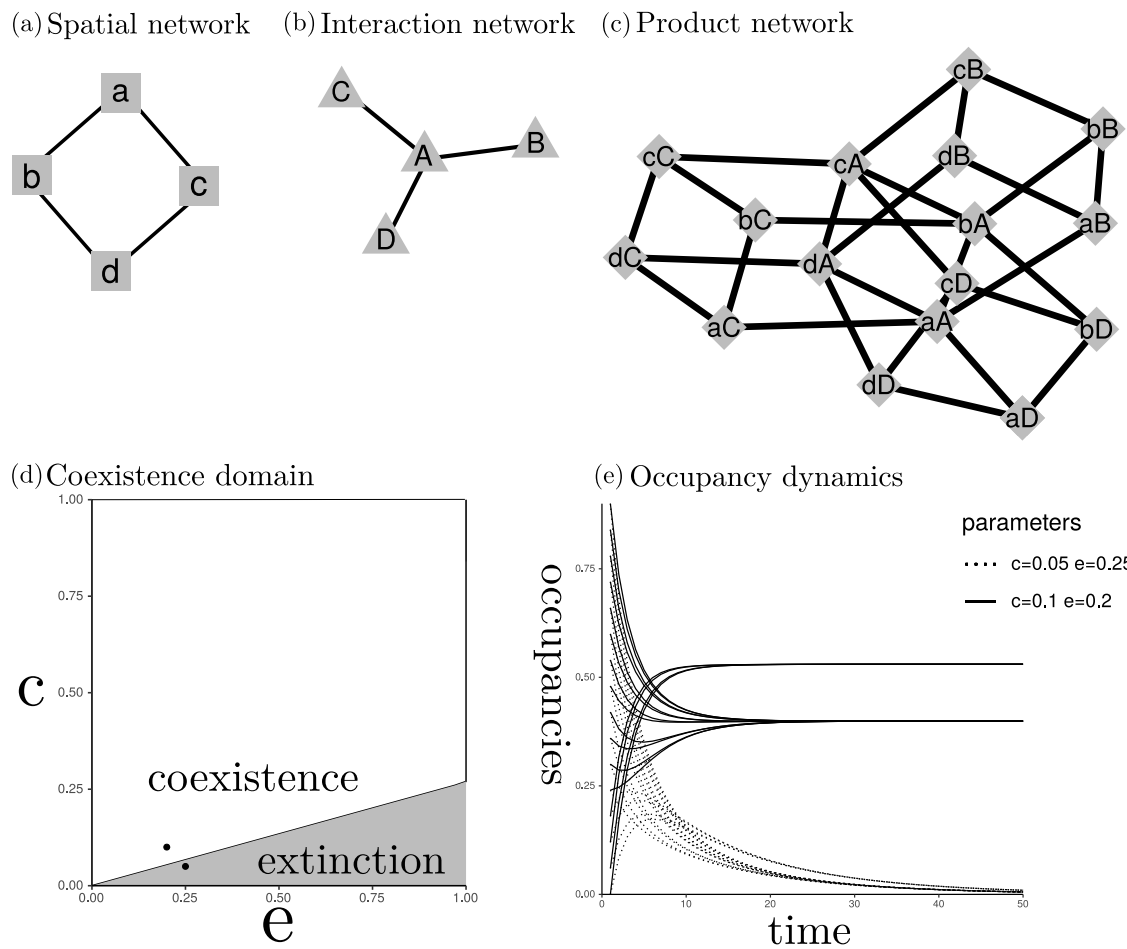 (a) Spatial network
(b) Interaction network
(c) Product network
a
b
c
d
C
A
B
D
cB
bB
cC
cA
dB
bC
bA
aB
dC
dA
cD
aC
aA
bD
dD
aD
(d) Coexistence domain
1.00
0.75
0.50
0.25
0.00
c
coexistence
extinction
0.00 0.25 0.50 0.75 1.00
e
(e) Occupancy dynamics
occupancies
0.75
0.50
0.25
0.00
parameters
c=0.05 e=0.25
c=0.1 e=0.2
0 10 20 30 40 50
time